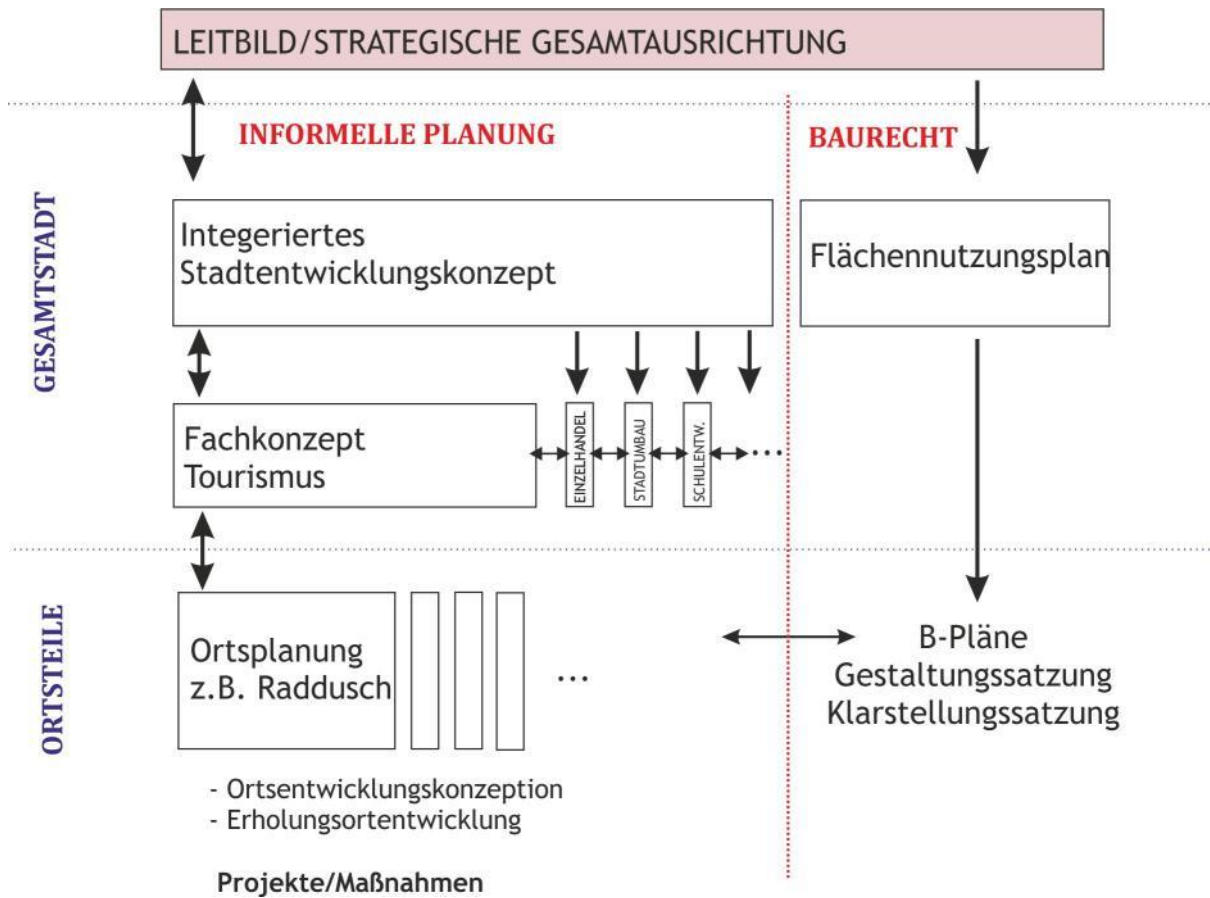 LEITBILD/STRATEGISCHE GESAMTAUSRICHTUNG
INFORMELLE PLANUNG
BAURECHT
GESAMTSTADT
Integeriertes
Stadtentwicklungskonzept
Flächennutzungsplan
Fachkonzept
Tourismus
EINZELHANDEL
STADTUMBAU
SCHULENTW.
...
ORTSTEILE
Ortsplanung
z.B. Raddusch
...
B-Pläne
Gestaltungssatzung
Klarstellungssatzung
- Ortsentwicklungskonzeption
- Erholungsortentwicklung
Projekte/Maßnahmen